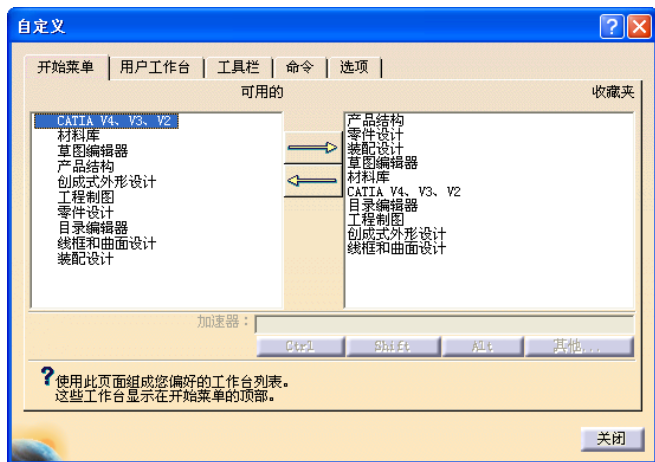 自定义
开始菜单 用户工作台 工具栏 命令 选项
可用的 收藏夹
CATIA V4、V3、V2
材料库
草图编辑器
产品结构
创成式外形设计
工程制图
零件设计
目录编辑器
线框和曲面设计
装配设计
产品结构
零件设计
装配设计
草图编辑器
材料库
CATIA V4、V3、V2
目录编辑器
工程制图
创成式外形设计
线框和曲面设计
加速器：
Ctrl Shift Alt 其他...
?使用此页面组成您偏好的工作台列表。
这些工作台显示在开始菜单的顶部。
关闭